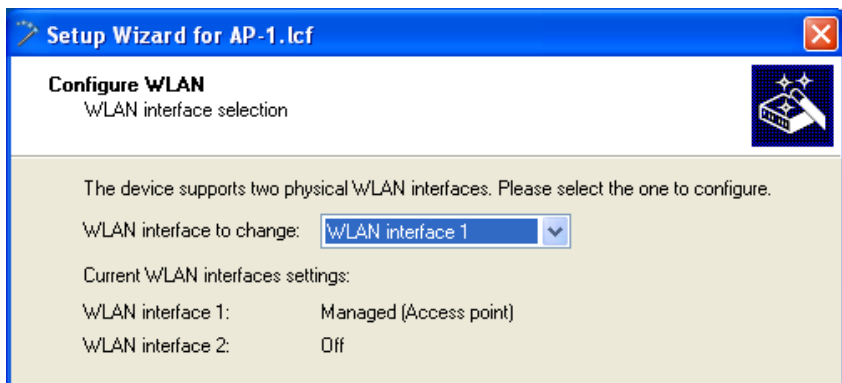 Setup Wizard for AP-1.lcf
Configure WLAN
WLAN interface selection
The device supports two physical WLAN interfaces. Please select the one to configure.
WLAN interface to change: WLAN interface 1
Current WLAN interfaces settings:
WLAN interface 1: Managed (Access point)
WLAN interface 2: Off